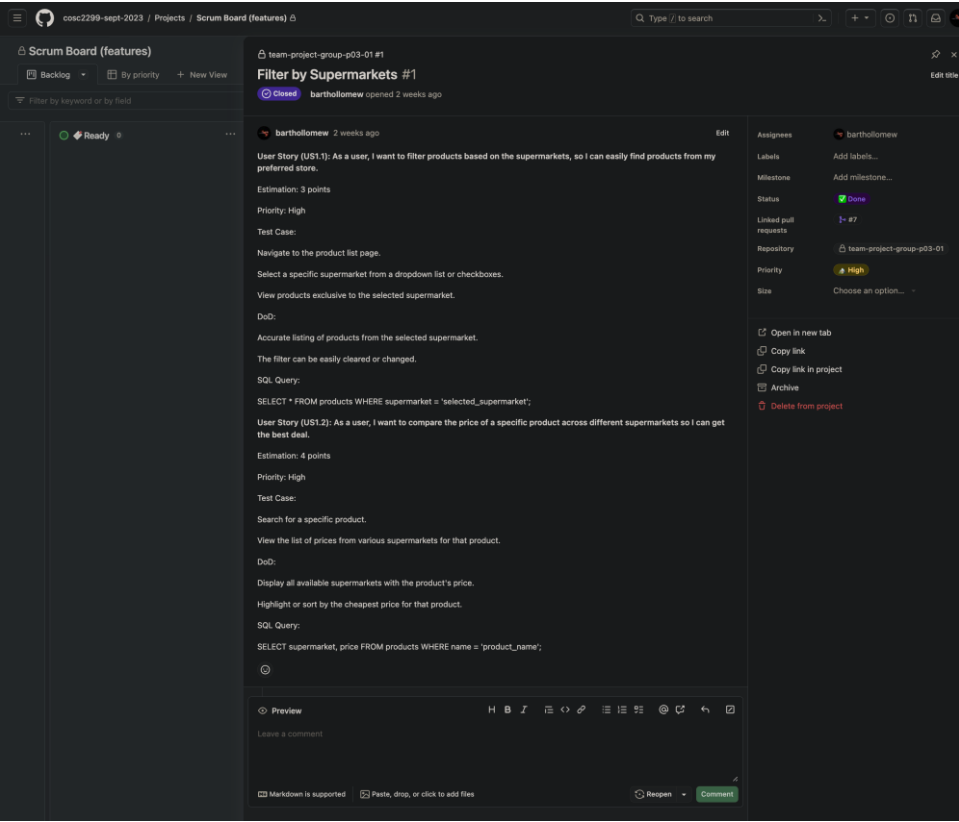 cosc2299-sept-2023 / Projects / Scrum Board (features)
Type / to search
Scrum Board (features)
Backlog
By priority
+ New View
Filter by keyword or by field
Ready 0
team-project-group-p03-01 #1
Filter by Supermarkets #1
Edit title
Closed
barthollomew opened 2 weeks ago
barthollomew 2 weeks ago
Edit
User Story (US1.1): As a user, I want to filter products based on the supermarkets, so I can easily find products from my
preferred store.
Estimation: 3 points
Priority: High
Test Case:
Navigate to the product list page.
Select a specific supermarket from a dropdown list or checkboxes.
View products exclusive to the selected supermarket.
DoD:
Accurate listing of products from the selected supermarket.
The filter can be easily cleared or changed.
SQL Query:
SELECT * FROM products WHERE supermarket = 'selected_supermarket';
User Story (US1.2): As a user, I want to compare the price of a specific product across different supermarkets so I can get
the best deal.
Estimation: 4 points
Priority: High
Test Case:
Search for a specific product.
View the list of prices from various supermarkets for that product.
DoD:
Display all available supermarkets with the product's price.
Highlight or sort by the cheapest price for that product.
SQL Query:
SELECT supermarket, price FROM products WHERE name = 'product_name';
Preview
H B I
Leave a comment
Markdown is supported
Paste, drop, or click to add files
Reopen
Comment
Assignees
barthollomew
Labels
Add labels...
Milestone
Add milestone...
Status
Done
Linked pull
requests
#7
Repository
team-project-group-p03-01
Priority
High
Size
Choose an option...
Open in new tab
Copy link
Copy link in project
Archive
Delete from project